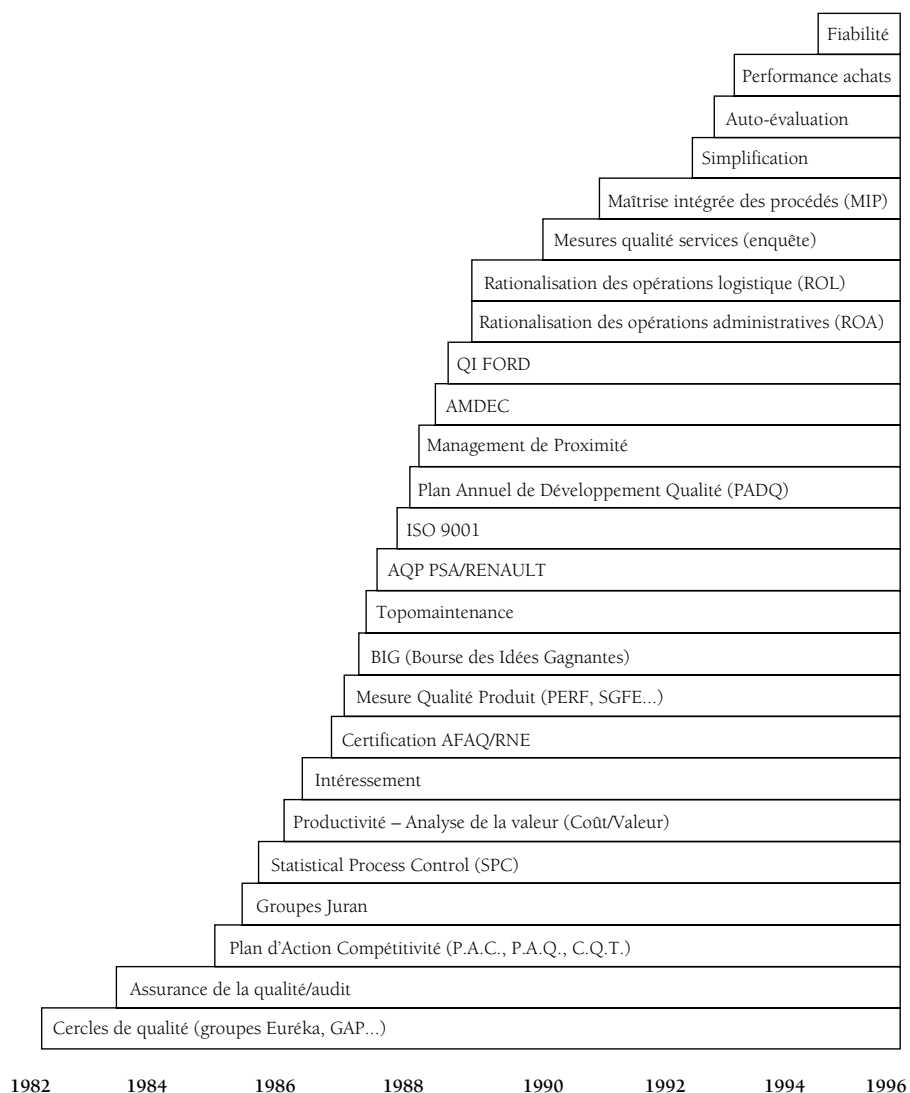 Fiabilité
Performance achats
Auto-évaluation
Simplification
Maîtrise intégrée des procédés (MIP)
Mesures qualité services (enquête)
Rationalisation des opérations logistique (ROL)
Rationalisation des opérations administratives (ROA)
QI FORD
AMDEC
Management de Proximité
Plan Annuel de Développement Qualité (PADQ)
ISO 9001
AQP PSA/RENAULT
Topomaintenance
BIG (Bourse des Idées Gagnantes)
Mesure Qualité Produit (PERF, SGFE...)
Certification AFAQ/RNE
Intéressement
Productivité – Analyse de la valeur (Coût/Valeur)
Statistical Process Control (SPC)
Groupes Juran
Plan d'Action Compétitivité (P.A.C., P.A.Q., C.Q.T.)
Assurance de la qualité/audit
Cercles de qualité (groupes Euréka, GAP...)
1982 1984 1986 1988 1990 1992 1994 1996